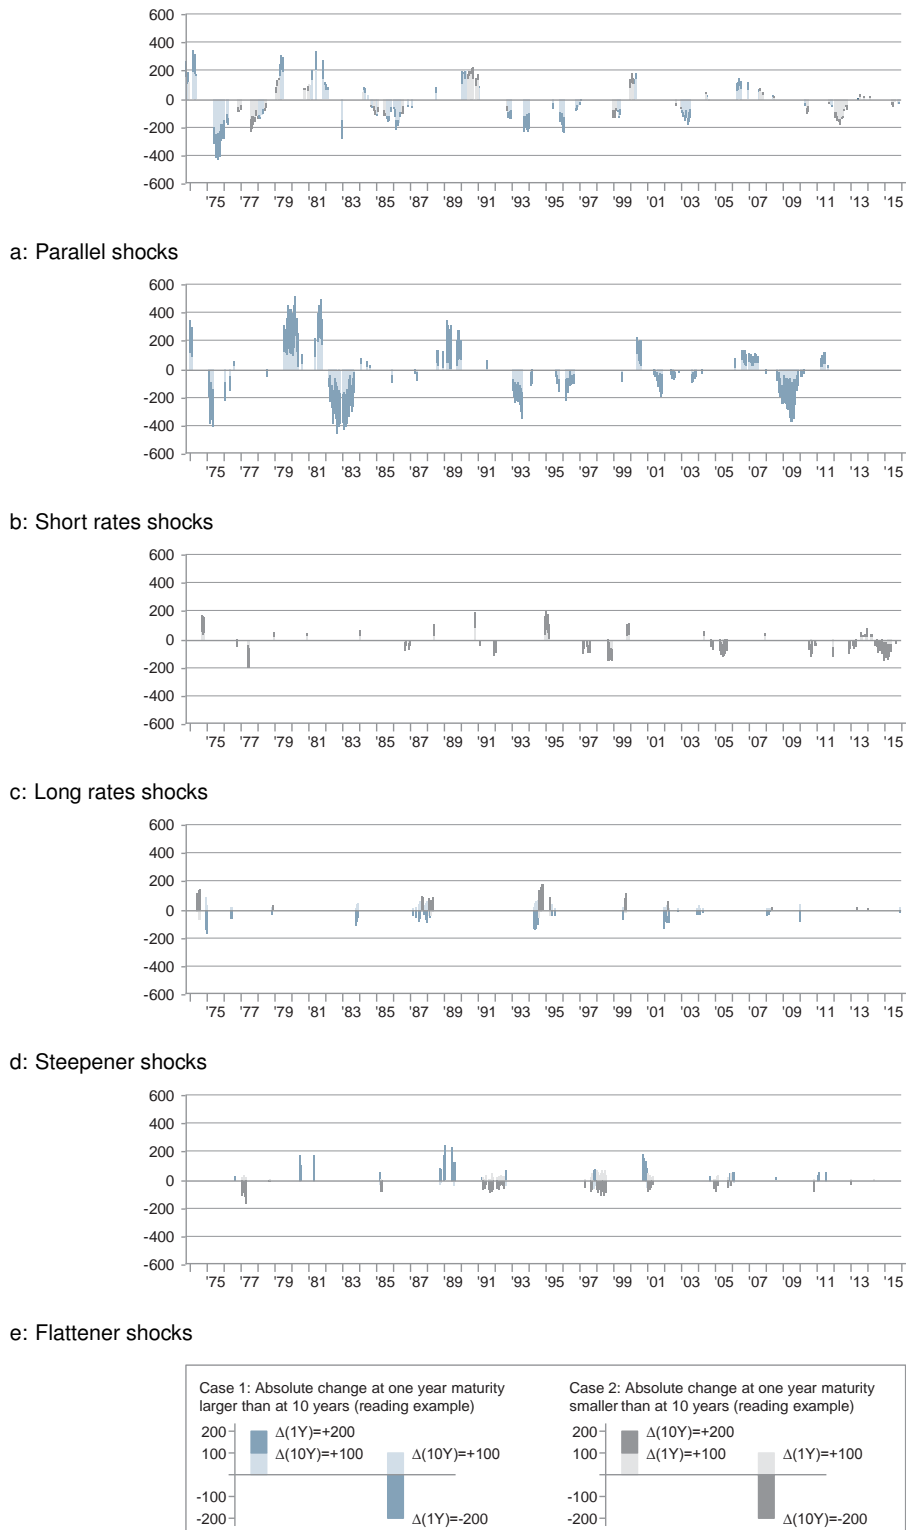 600
400
200
0
-200
-400
-600
'75 '77 '79 '81 '83 '85 '87 '89 '91 '93 '95 '97 '99 '01 '03 '05 '07 '09 '11 '13 '15
a: Parallel shocks
600
400
200
0
-200
-400
-600
'75 '77 '79 '81 '83 '85 '87 '89 '91 '93 '95 '97 '99 '01 '03 '05 '07 '09 '11 '13 '15
b: Short rates shocks
600
400
200
0
-200
-400
-600
'75 '77 '79 '81 '83 '85 '87 '89 '91 '93 '95 '97 '99 '01 '03 '05 '07 '09 '11 '13 '15
c: Long rates shocks
600
400
200
0
-200
-400
-600
'75 '77 '79 '81 '83 '85 '87 '89 '91 '93 '95 '97 '99 '01 '03 '05 '07 '09 '11 '13 '15
d: Steepener shocks
600
400
200
0
-200
-400
-600
'75 '77 '79 '81 '83 '85 '87 '89 '91 '93 '95 '97 '99 '01 '03 '05 '07 '09 '11 '13 '15
e: Flattener shocks
Case 1: Absolute change at one year maturity
larger than at 10 years (reading example)
200 Δ(1Y)=+200
100 Δ(10Y)=+100 Δ(10Y)=+100
-100
-200 Δ(1Y)=-200
Case 2: Absolute change at one year maturity
smaller than at 10 years (reading example)
200 Δ(10Y)=+200
100 Δ(1Y)=+100 Δ(1Y)=+100
-100
-200 Δ(10Y)=-200